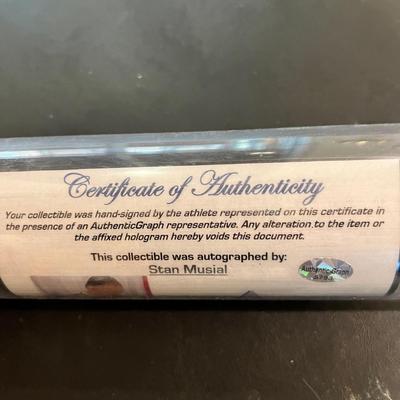 Certificate of Authenticity
Your collectible was hand-signed by the athlete represented on this certificate in
the presence of an AuthenticGraph representative. Any alteration to the item or
the affixed hologram hereby voids this document.
This collectible was autographed by:
Stan Musial
AuthenticGraph